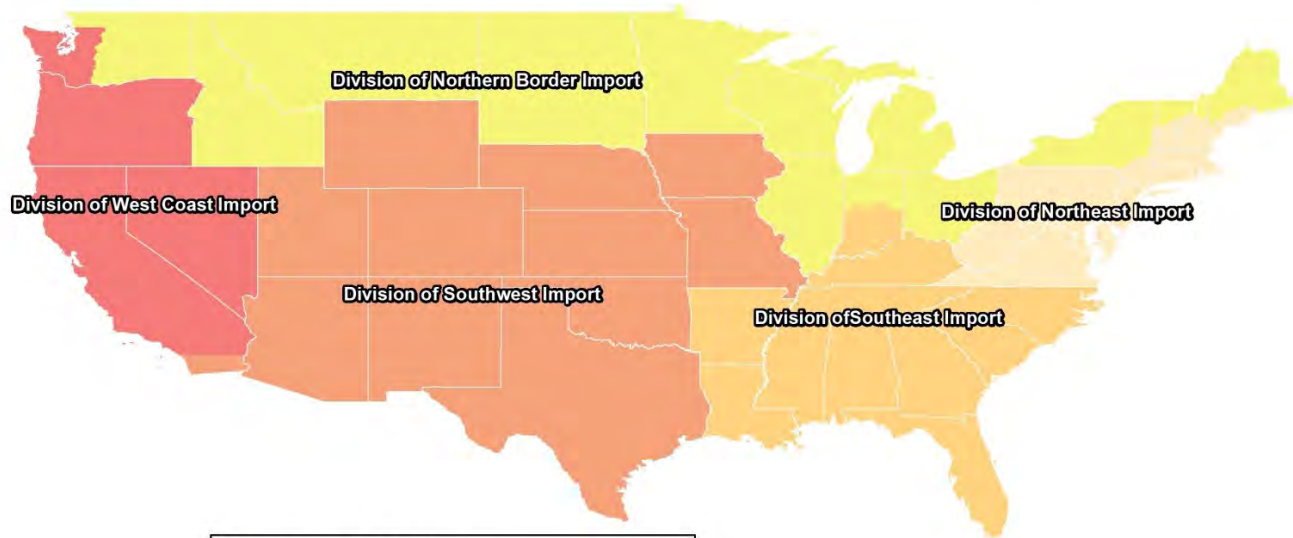 Division of Northern Border Import
Division of West Coast Import
Division of Northeast Import
Division of Southwest Import
Division ofSoutheast Import